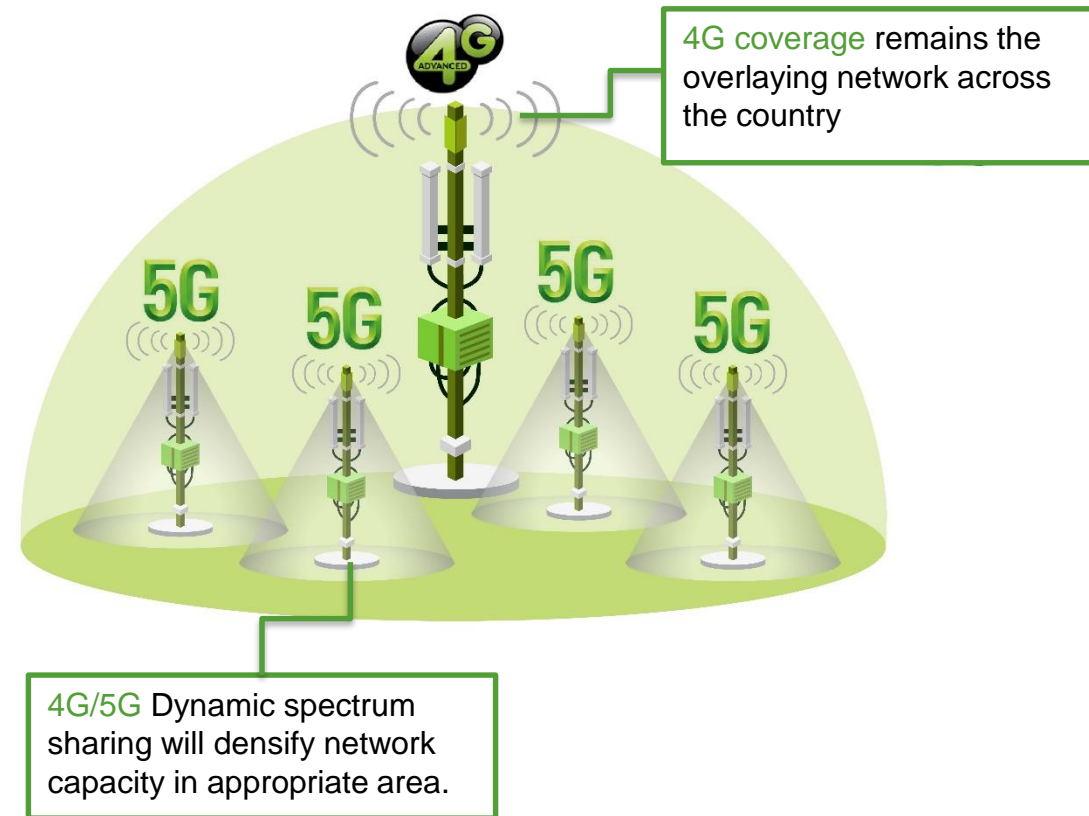 4G
ADVANCED
4G coverage remains the
overlaying network across
the country
5G
5G
5G
5G
4G/5G Dynamic spectrum
sharing will densify network
capacity in appropriate area.